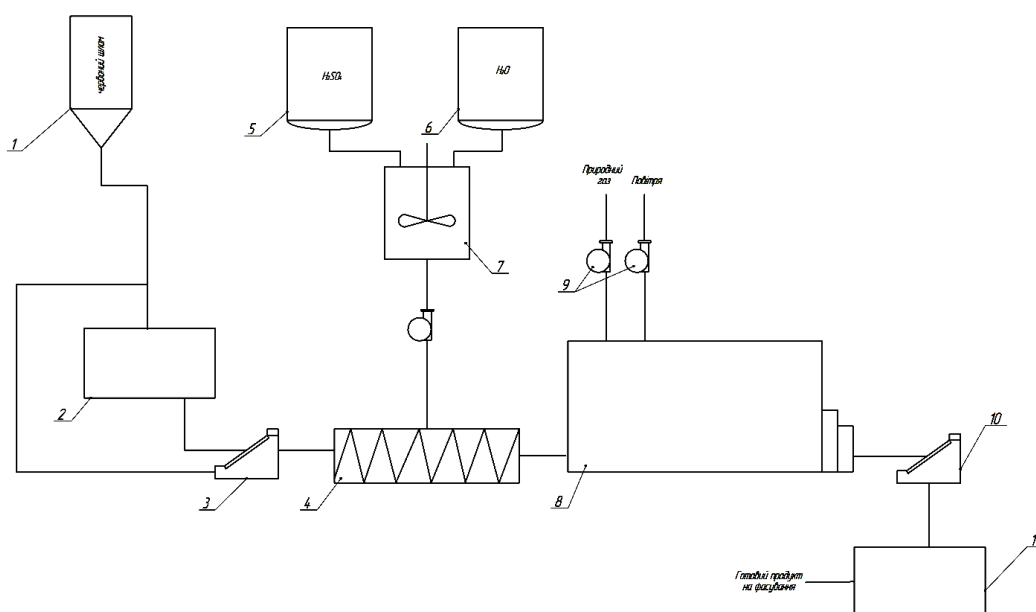 червоний шлам
H₂SO₄
H₂O
1
5
6
Природний
газ
Повітря
7
9
2
10
3
4
8
Готовий продукт
на фасування